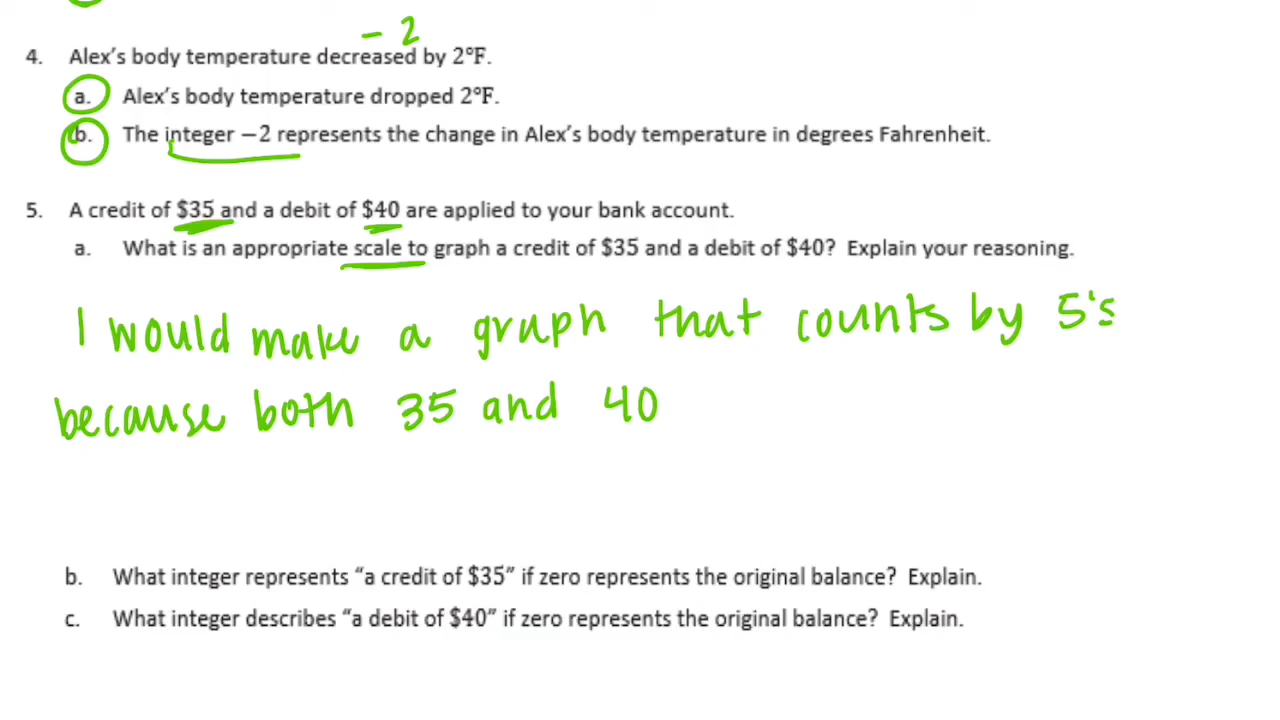 - 2
4. Alex's body temperature decreased by 2°F.
a. Alex's body temperature dropped 2°F.
b. The integer −2 represents the change in Alex's body temperature in degrees Fahrenheit.
5. A credit of $35 and a debit of $40 are applied to your bank account.
a. What is an appropriate scale to graph a credit of $35 and a debit of $40? Explain your reasoning.
I would make a graph that counts by 5's
because both 35 and 40
b. What integer represents “a credit of $35” if zero represents the original balance? Explain.
c. What integer describes “a debit of $40” if zero represents the original balance? Explain.